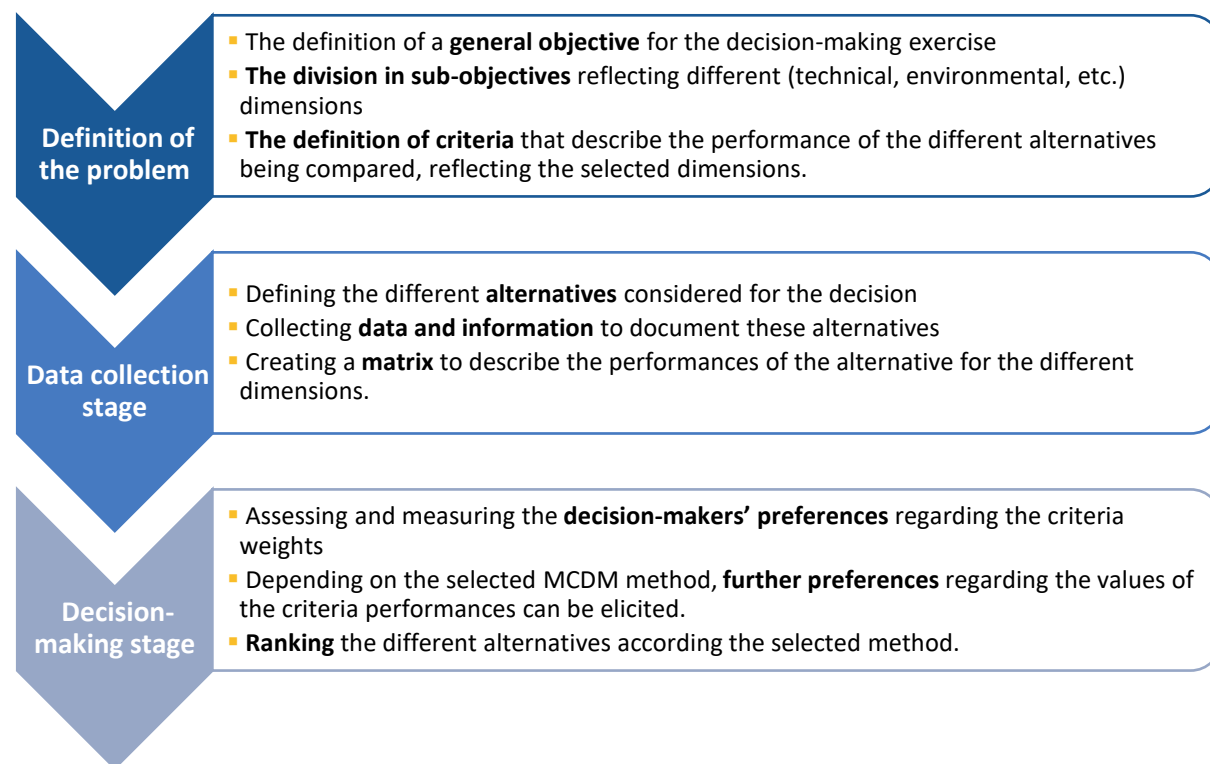 Definition of
the problem
▪ The definition of a general objective for the decision-making exercise
▪ The division in sub-objectives reflecting different (technical, environmental, etc.)
dimensions
▪ The definition of criteria that describe the performance of the different alternatives
being compared, reflecting the selected dimensions.
Data collection
stage
▪ Defining the different alternatives considered for the decision
▪ Collecting data and information to document these alternatives
▪ Creating a matrix to describe the performances of the alternative for the different
dimensions.
Decision-
making stage
▪ Assessing and measuring the decision-makers’ preferences regarding the criteria
weights
▪ Depending on the selected MCDM method, further preferences regarding the values of
the criteria performances can be elicited.
▪ Ranking the different alternatives according the selected method.